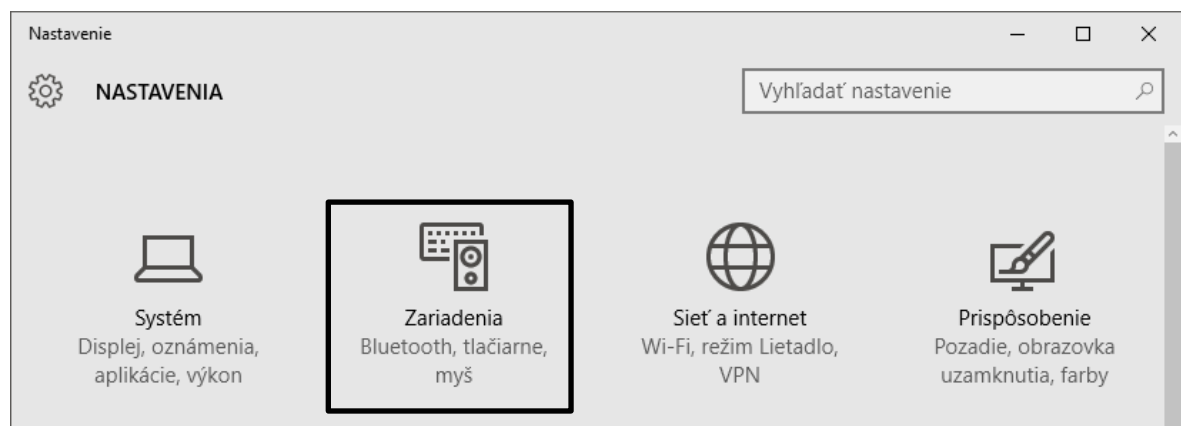 Nastavenie
NASTAVENIA
Vyhľadať nastavenie
Systém
Displej, oznámenia,
aplikácie, výkon
Zariadenia
Bluetooth, tlačiarne,
myš
Sieť a internet
Wi-Fi, režim Lietadlo,
VPN
Prispôsobenie
Pozadie, obrazovka
uzamknutia, farby